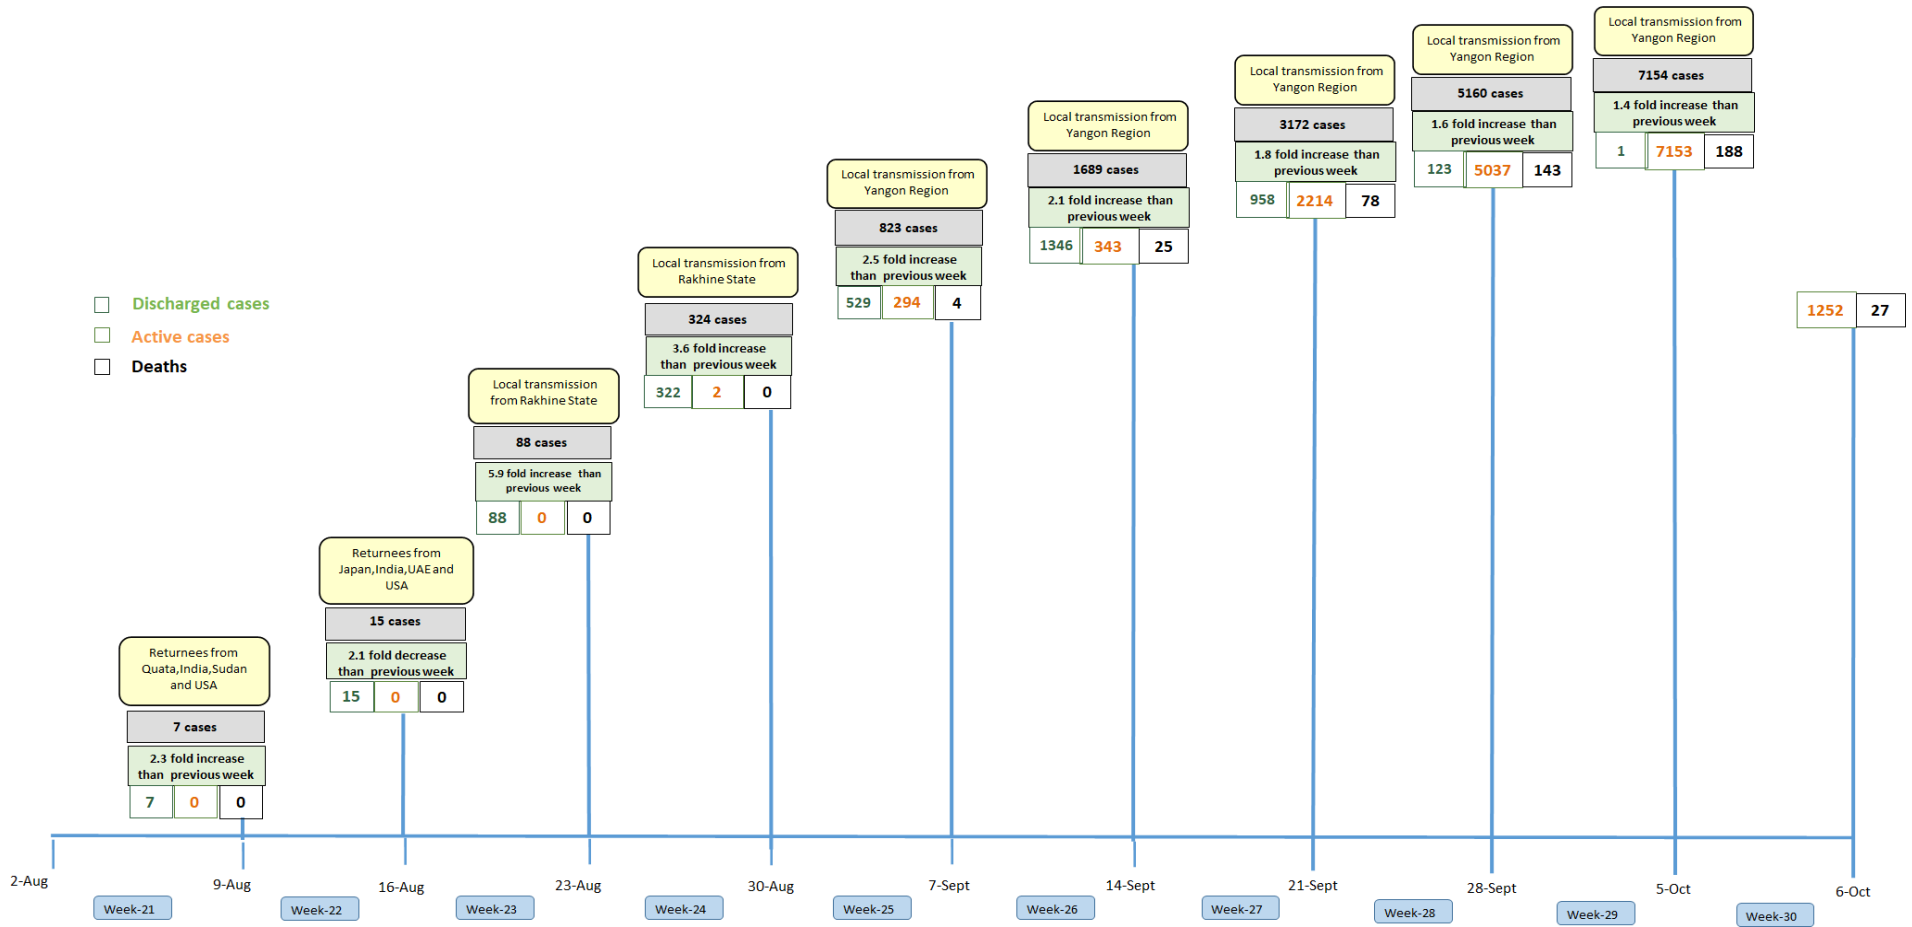 Discharged cases
Active cases
Deaths
Returnees from
Quata,India,Sudan
and USA
7 cases
2.3 fold increase
than previous week
7 0 0
Returnees from
Japan,India,UAE and
USA
15 cases
2.1 fold decrease
than previous week
15 0 0
Local transmission
from Rakhine State
88 cases
5.9 fold increase than
previous week
88 0 0
Local transmission from
Rakhine State
324 cases
3.6 fold increase
than previous week
322 2 0
Local transmission from
Yangon Region
823 cases
2.5 fold increase
than previous week
529 294 4
Local transmission from
Yangon Region
1689 cases
2.1 fold increase than
previous week
1346 343 25
Local transmission from
Yangon Region
3172 cases
1.8 fold increase than
previous week
958 2214 78
Local transmission from
Yangon Region
5160 cases
1.6 fold increase than
previous week
123 5037 143
Local transmission from
Yangon Region
7154 cases
1.4 fold increase than
previous week
1 7153 188
1252 27
2-Aug 9-Aug 16-Aug 23-Aug 30-Aug 7-Sept 14-Sept 21-Sept 28-Sept 5-Oct 6-Oct
Week-21 Week-22 Week-23 Week-24 Week-25 Week-26 Week-27 Week-28 Week-29 Week-30